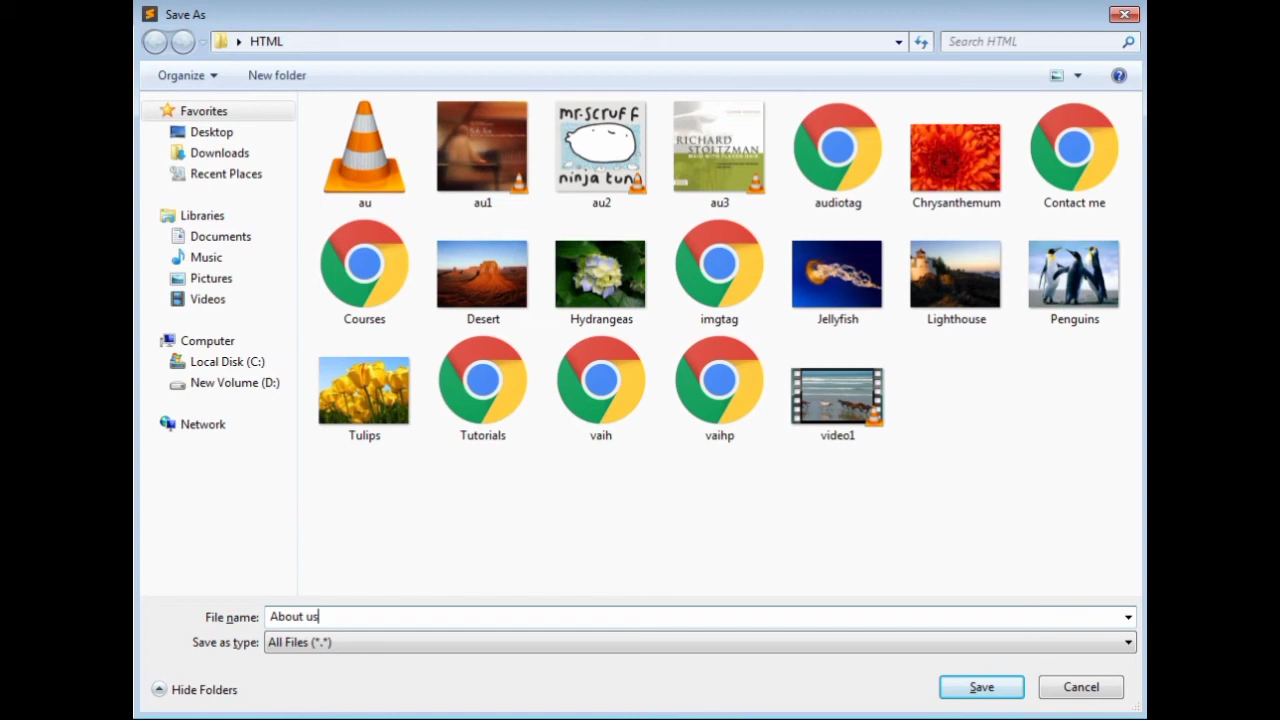 Save As
HTML
Search HTML
Organize
New folder
Favorites
Desktop
Downloads
Recent Places
Libraries
Documents
Music
Pictures
Videos
Computer
Local Disk (C:)
New Volume (D:)
Network
mr.scruff
ninja tun
RICHARD
STOLTZMAN
au
au1
au2
au3
audiotag
Chrysanthemum
Contact me
Courses
Desert
Hydrangeas
imgtag
Jellyfish
Lighthouse
Penguins
Tulips
Tutorials
vaih
vaihp
video1
File name: About us
Save as type: All Files (*.*)
Hide Folders
Save
Cancel